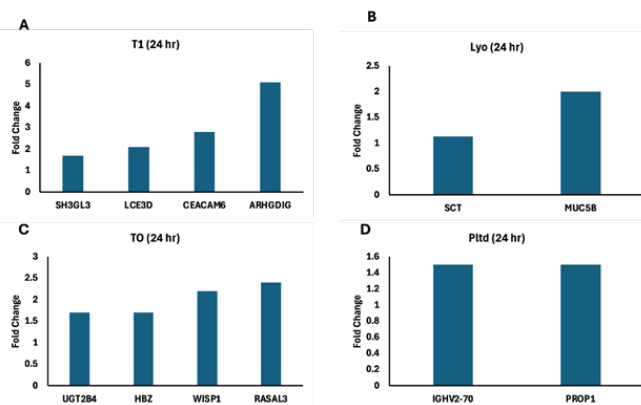 A
T1 (24 hr)
Fold Change
6
5
4
3
2
1
0
SH3GL3 LCE3D CEACAM6 ARHGDIG
B
Lyo (24 hr)
Fold Change
2.5
2
1.5
1
0.5
0
SCT MUC5B
C
TO (24 hr)
Fold Change
3
2.5
2
1.5
1
0.5
0
UGT2B4 HBZ WISP1 RASAL3
D
Pltd (24 hr)
Fold Change
1.6
1.4
1.2
1
0.8
0.6
0.4
0.2
0
IGHV2-70 PROP1